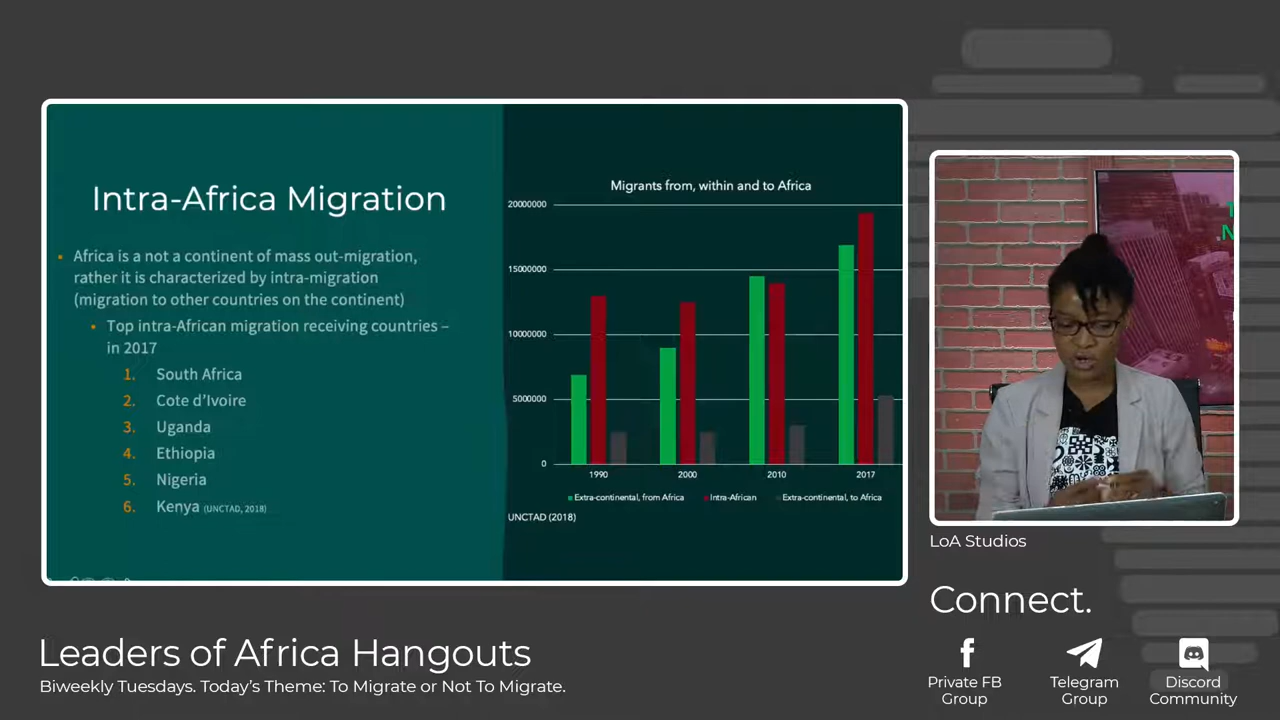 Intra-Africa Migration
• Africa is a not a continent of mass out-migration,
rather it is characterized by intra-migration
(migration to other countries on the continent)
• Top intra-African migration receiving countries –
in 2017
1. South Africa
2. Cote d'Ivoire
3. Uganda
4. Ethiopia
5. Nigeria
6. Kenya (UNCTAD, 2018)
Migrants from, within and to Africa
20000000
15000000
10000000
5000000
0
1990 2000 2010 2017
Extra-continental, from Africa Intra-African Extra-continental, to Africa
UNCTAD (2018)
LoA Studios
Connect.
Private FB
Group
Telegram
Group
Discord
Community
Leaders of Africa Hangouts
Biweekly Tuesdays. Today's Theme: To Migrate or Not To Migrate.